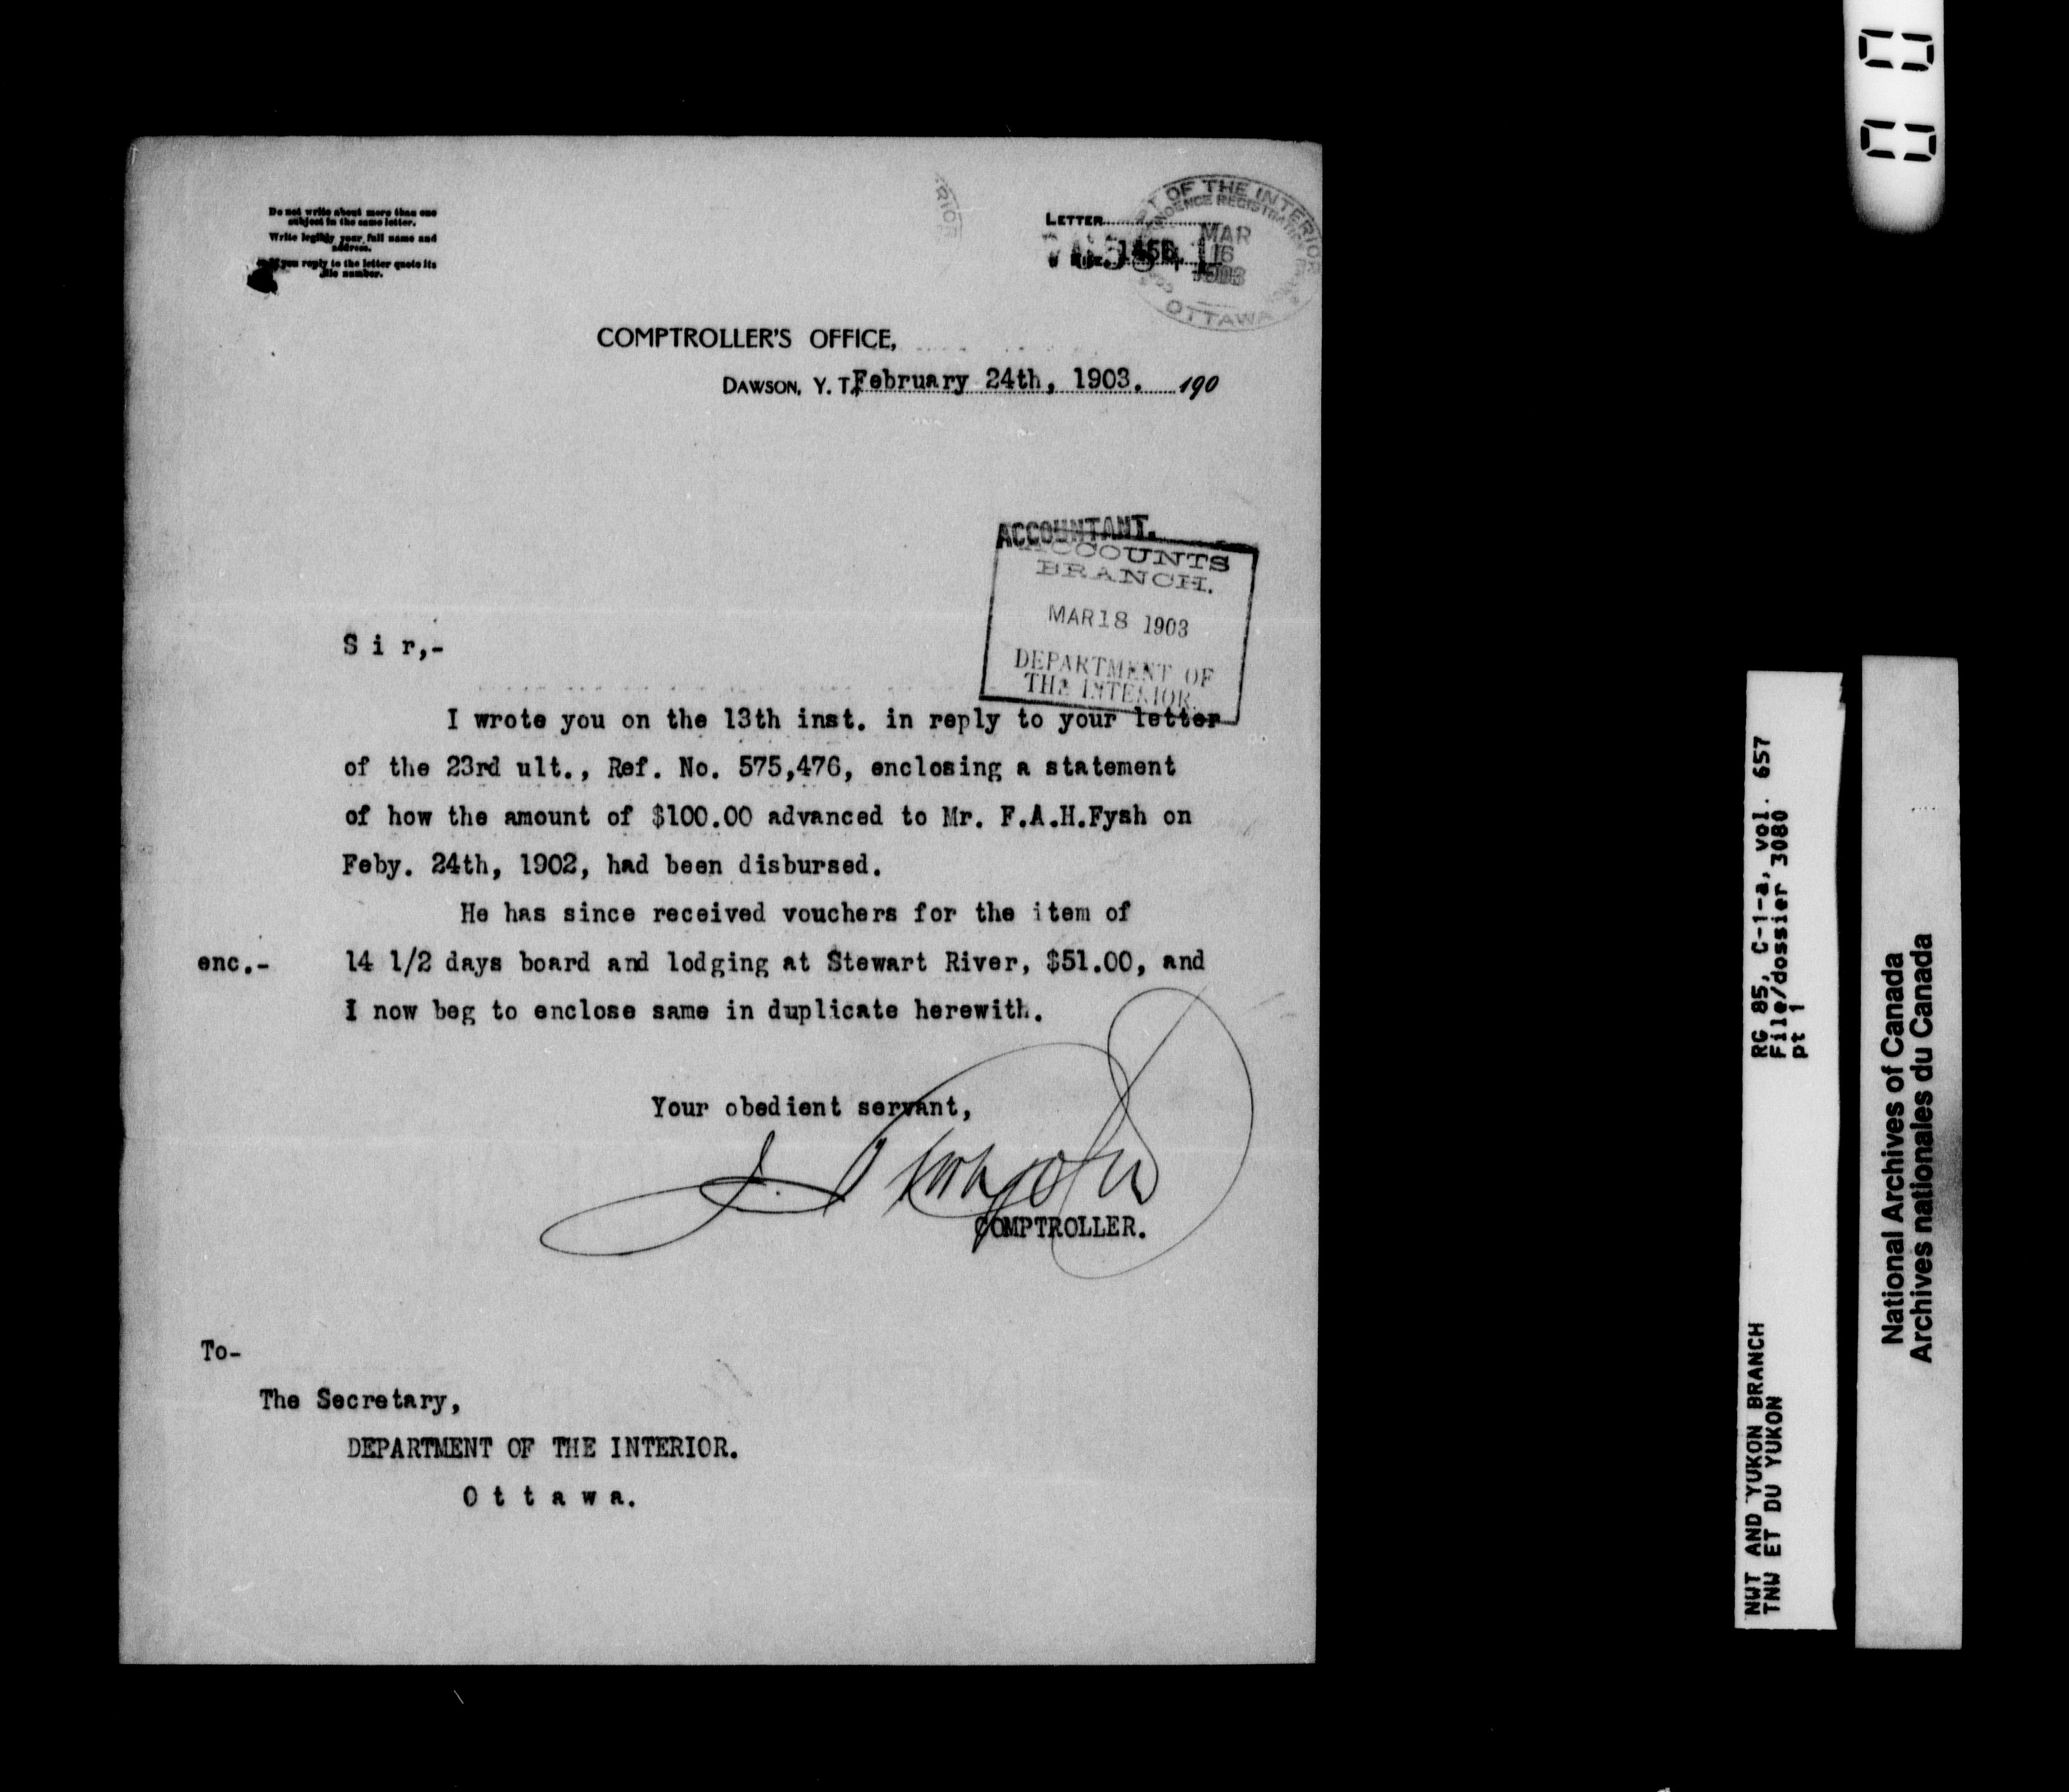 Do not write about more than one
subject in the same letter.
Write legibly your full name and
address.
If you reply to the letter quote its
file number.
LETTER
OF THE INTERIOR
MAR
16
1903
OTTAWA
COMPTROLLER'S OFFICE,
DAWSON, Y. T. February 24th, 1903. 190
ACCOUNTANT.
ACCOUNTS
BRANCH.
MAR 18 1903
DEPARTMENT OF
THE INTERIOR.
S i r,-
I wrote you on the 13th inst. in reply to your letter
of the 23rd ult., Ref. No. 575,476, enclosing a statement
of how the amount of $100.00 advanced to Mr. F.A.H.Fysh on
Feby. 24th, 1902, had been disbursed.
He has since received vouchers for the item of
enc.- 14 1/2 days board and lodging at Stewart River, $51.00, and
I now beg to enclose same in duplicate herewith.
Your obedient servant,
COMPTROLLER.
To-
The Secretary,
DEPARTMENT OF THE INTERIOR.
O t t a w a.
NWT AND YUKON BRANCH RG 85, C-1-a, vol. 657
TNW ET DU YUKON File/dossier 3080
pt 1
National Archives of Canada
Archives nationales du Canada